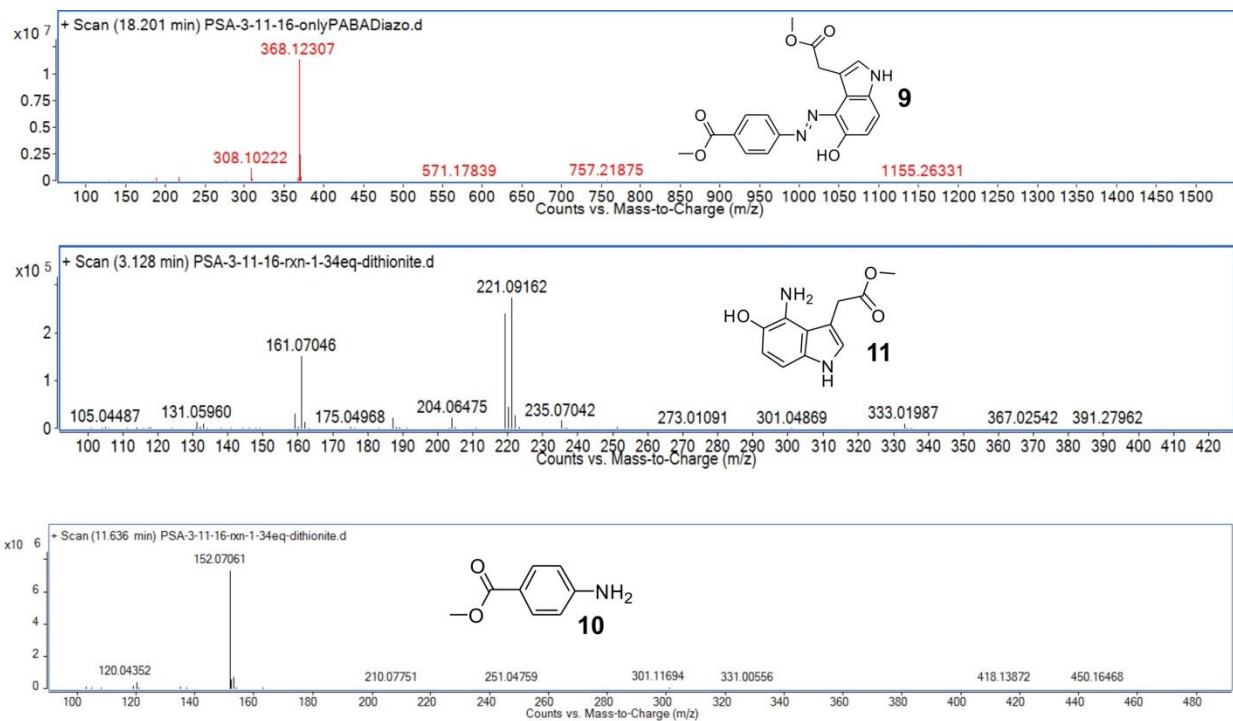 + Scan (18.201 min) PSA-3-11-16-onlyPABADiazo.d
x10 7
1
0.75
0.5
0.25
0
368.12307
308.10222
571.17839
757.21875
1155.26331
O
O
N
N
O
O
HO
NH
9
100 150 200 250 300 350 400 450 500 550 600 650 700 750 800 850 900 950 1000 1050 1100 1150 1200 1250 1300 1350 1400 1450 1500
Counts vs. Mass-to-Charge (m/z)
+ Scan (3.128 min) PSA-3-11-16-rxn-1-34eq-dithionite.d
x10 5
2
1
0
221.09162
161.07046
105.04487
131.05960
175.04968
204.06475
235.07042
273.01091
301.04869
333.01987
367.02542
391.27962
NH2
O
O
HO
N
H
11
100 110 120 130 140 150 160 170 180 190 200 210 220 230 240 250 260 270 280 290 300 310 320 330 340 350 360 370 380 390 400 410 420
Counts vs. Mass-to-Charge (m/z)
+ Scan (11.636 min) PSA-3-11-16-rxn-1-34eq-dithionite.d
x10 6
6
4
2
0
152.07061
120.04352
210.07751
251.04759
301.11694
331.00556
418.13872
450.16468
O
O
NH2
10
100 120 140 160 180 200 220 240 260 280 300 320 340 360 380 400 420 440 460 480
Counts vs. Mass-to-Charge (m/z)